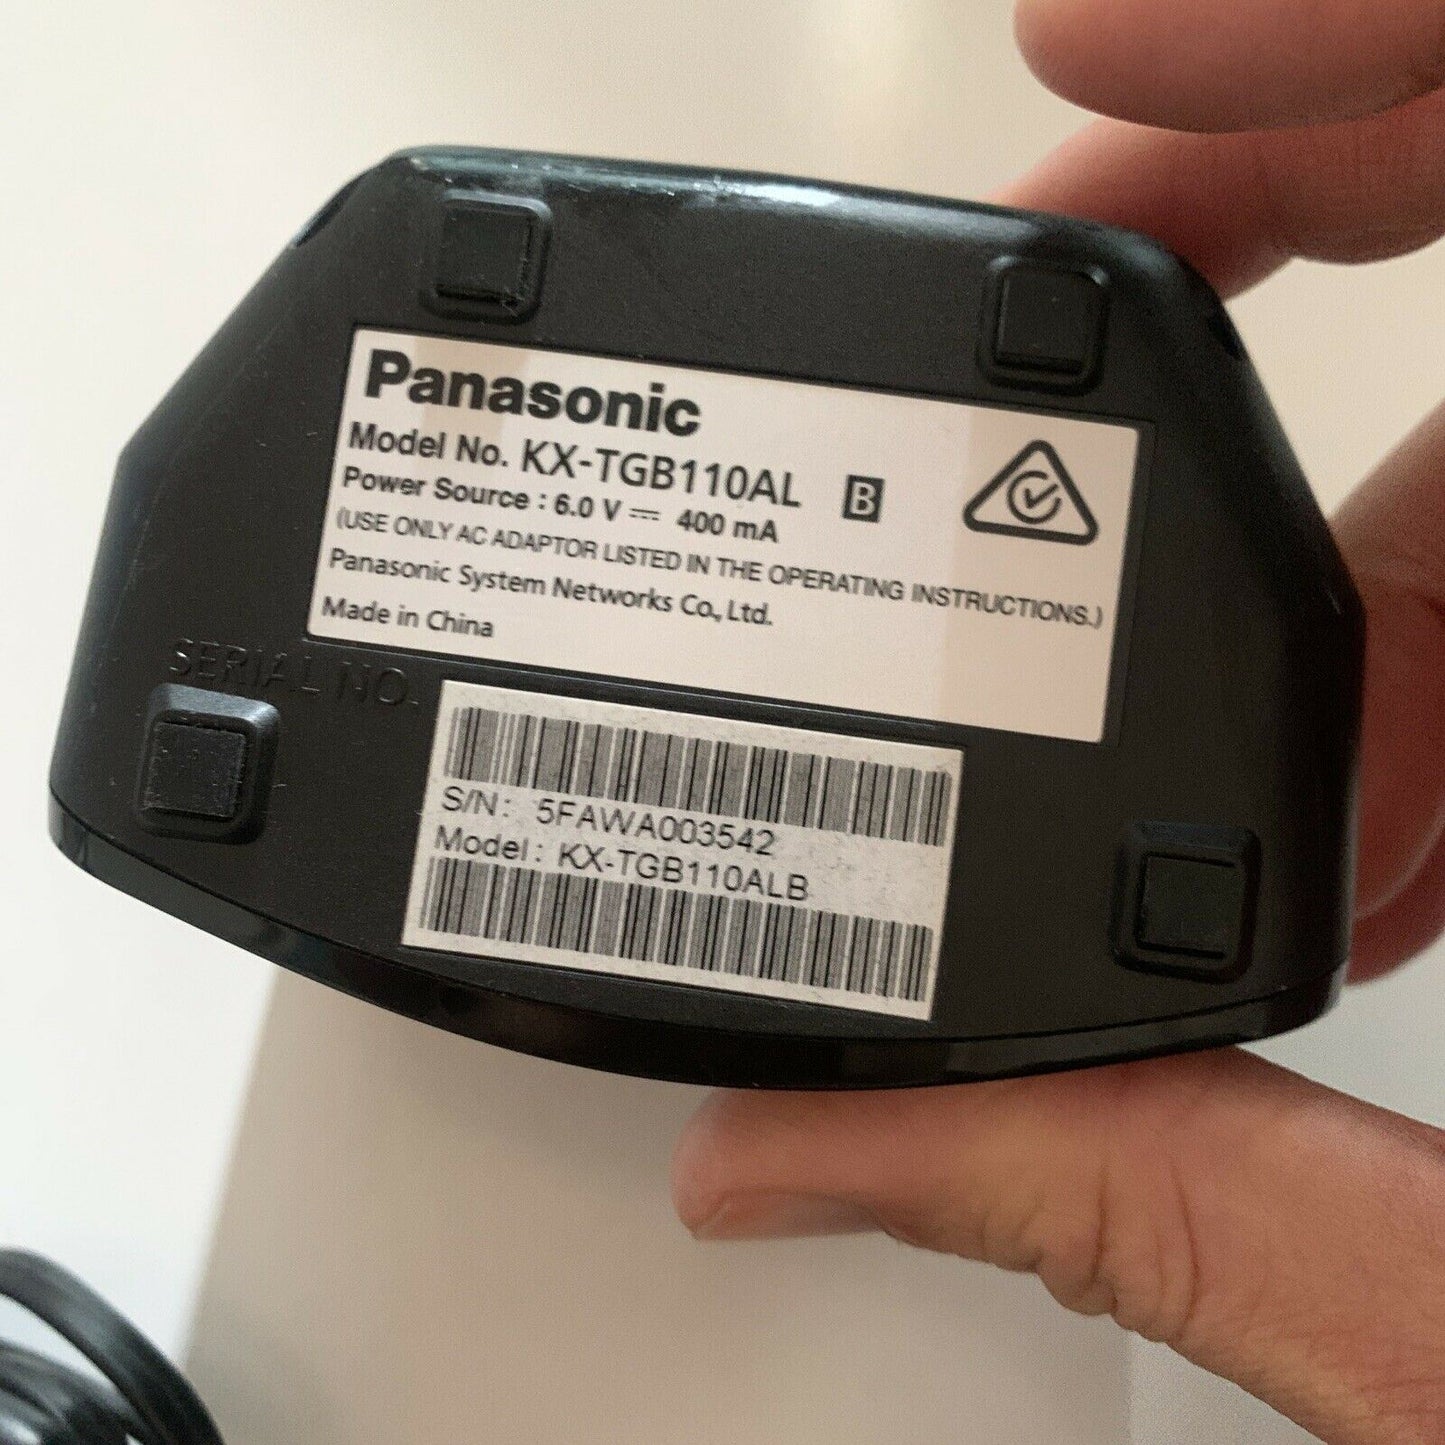 Panasonic
Model No. KX-TGB110AL B
Power Source : 6.0 V ⎓ 400 mA
(USE ONLY AC ADAPTOR LISTED IN THE OPERATING INSTRUCTIONS.)
Panasonic System Networks Co., Ltd.
Made in China
SERIAL NO.
S/N: 5FAWA003542
Model: KX-TGB110ALB